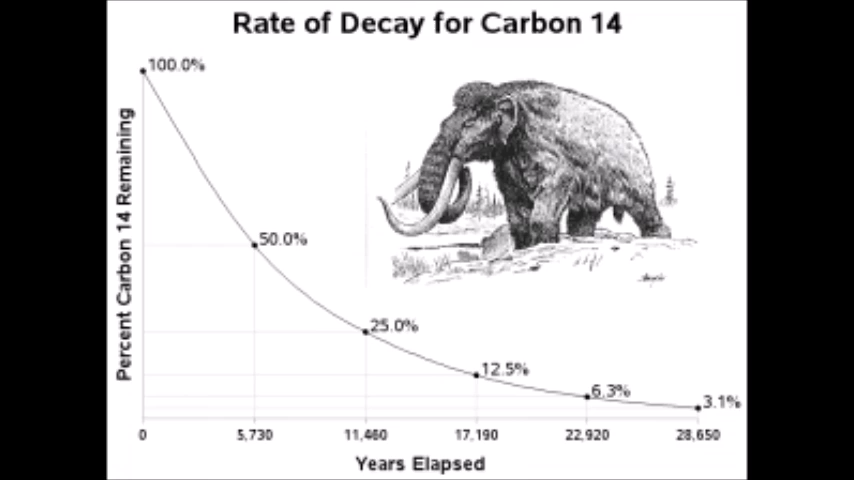 Rate of Decay for Carbon 14
100.0%
50.0%
25.0%
12.5%
6.3%
3.1%
Percent Carbon 14 Remaining
0 5,730 11,460 17,190 22,920 28,650
Years Elapsed